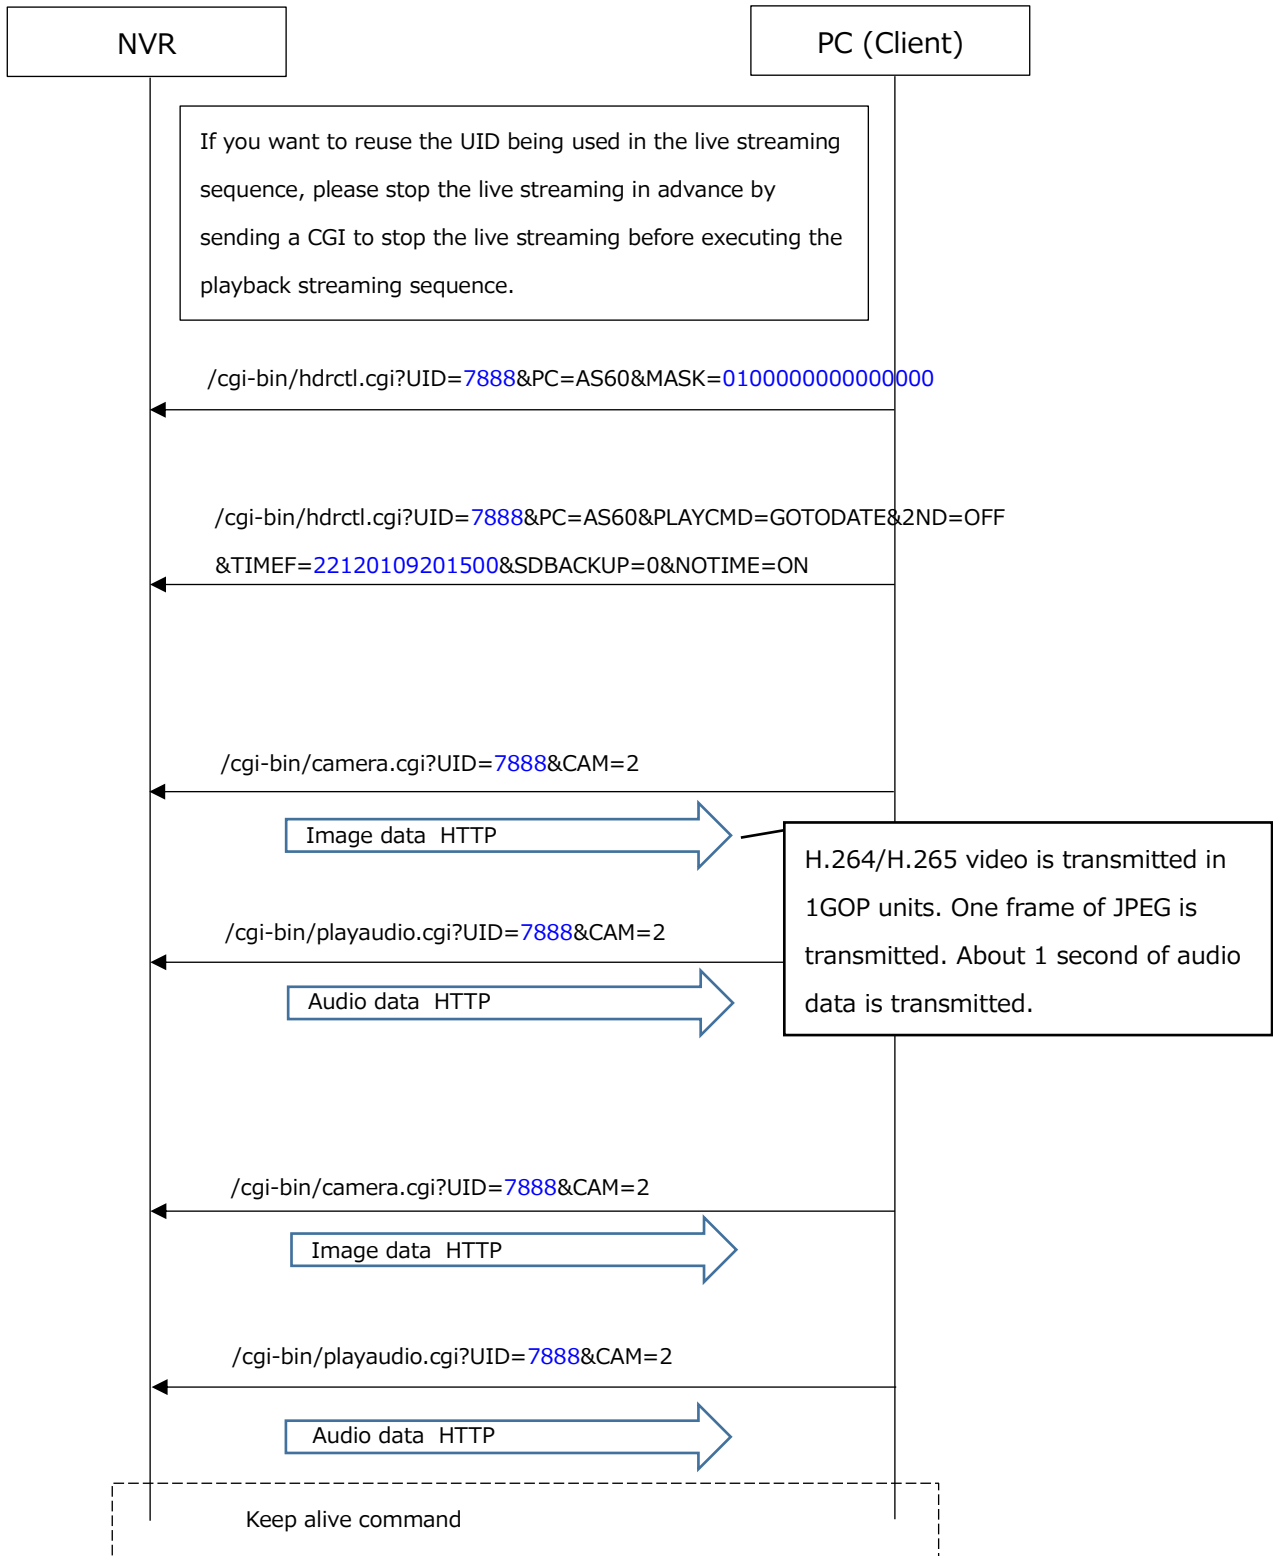 NVR
PC (Client)
If you want to reuse the UID being used in the live streaming
sequence, please stop the live streaming in advance by
sending a CGI to stop the live streaming before executing the
playback streaming sequence.
/cgi-bin/hdrctl.cgi?UID=7888&PC=AS60&MASK=0100000000000000
/cgi-bin/hdrctl.cgi?UID=7888&PC=AS60&PLAYCMD=GOTODATE&2ND=OFF
&TIMEF=22120109201500&SDBACKUP=0&NOTIME=ON
/cgi-bin/camera.cgi?UID=7888&CAM=2
Image data  HTTP
H.264/H.265 video is transmitted in
1GOP units. One frame of JPEG is
transmitted. About 1 second of audio
data is transmitted.
/cgi-bin/playaudio.cgi?UID=7888&CAM=2
Audio data  HTTP
/cgi-bin/camera.cgi?UID=7888&CAM=2
Image data  HTTP
/cgi-bin/playaudio.cgi?UID=7888&CAM=2
Audio data  HTTP
Keep alive command